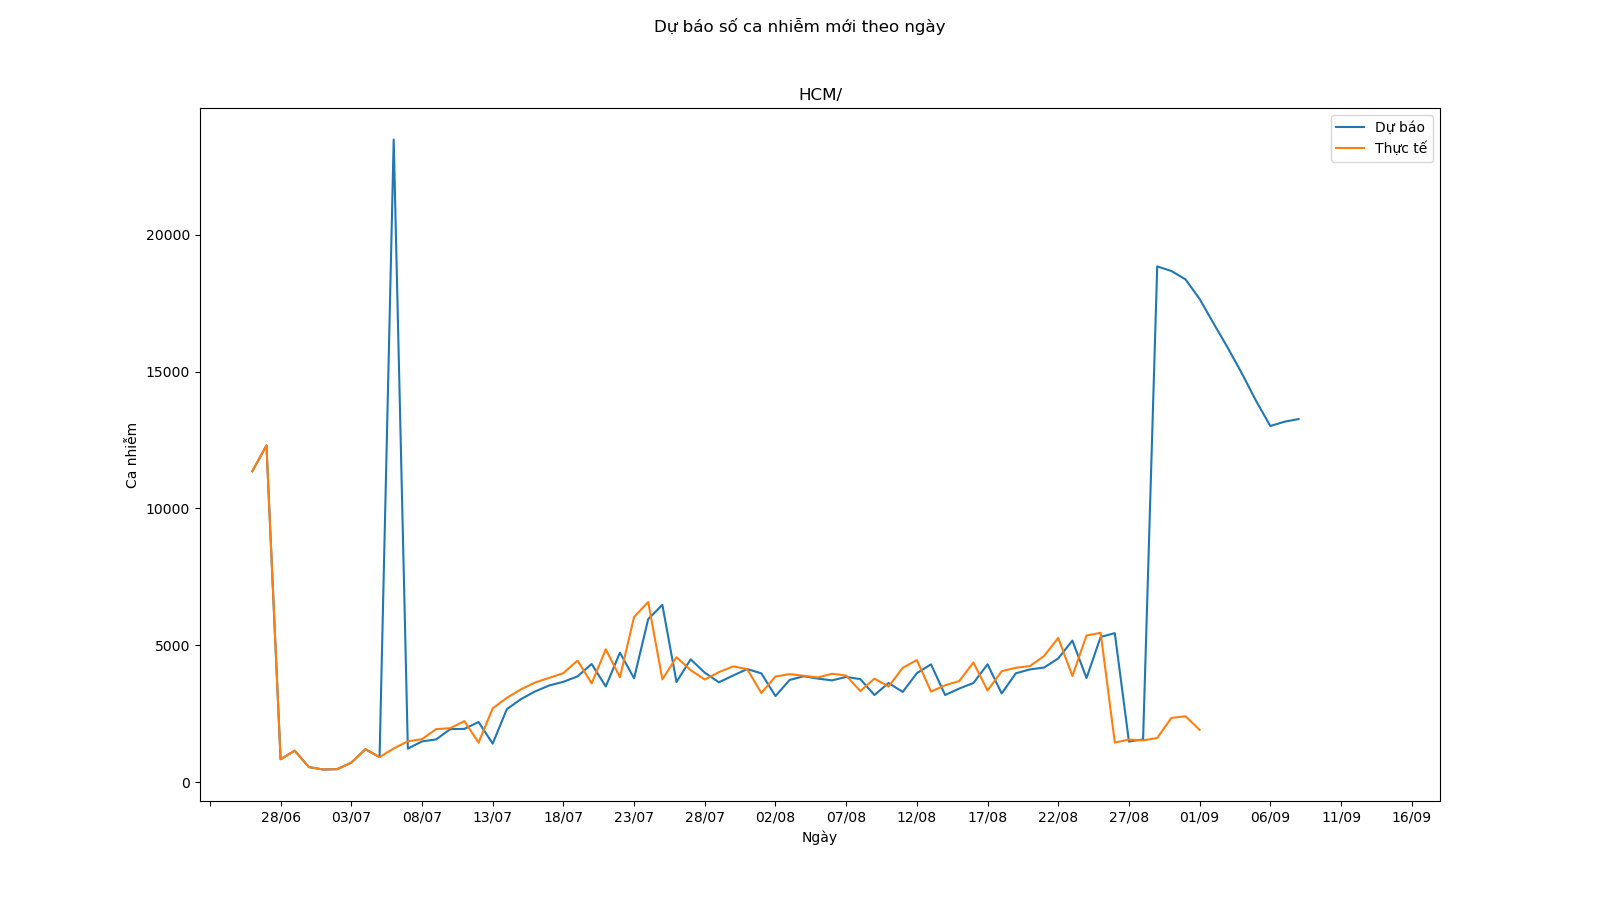 Dự báo số ca nhiễm mới theo ngày
HCM/
Dự báo
Thực tế
20000
15000
10000
5000
0
Ca nhiễm
28/06 03/07 08/07 13/07 18/07 23/07 28/07 02/08 07/08 12/08 17/08 22/08 27/08 01/09 06/09 11/09 16/09
Ngày